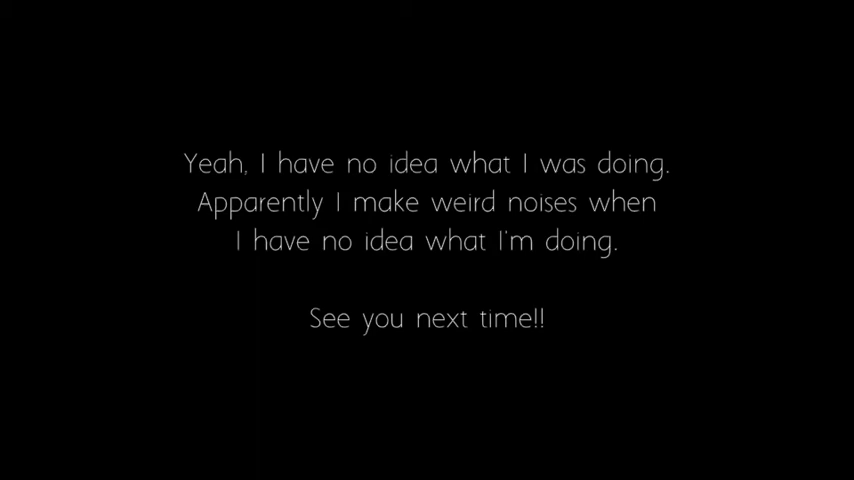 Yeah, I have no idea what I was doing.
Apparently I make weird noises when
I have no idea what I'm doing.
See you next time!!